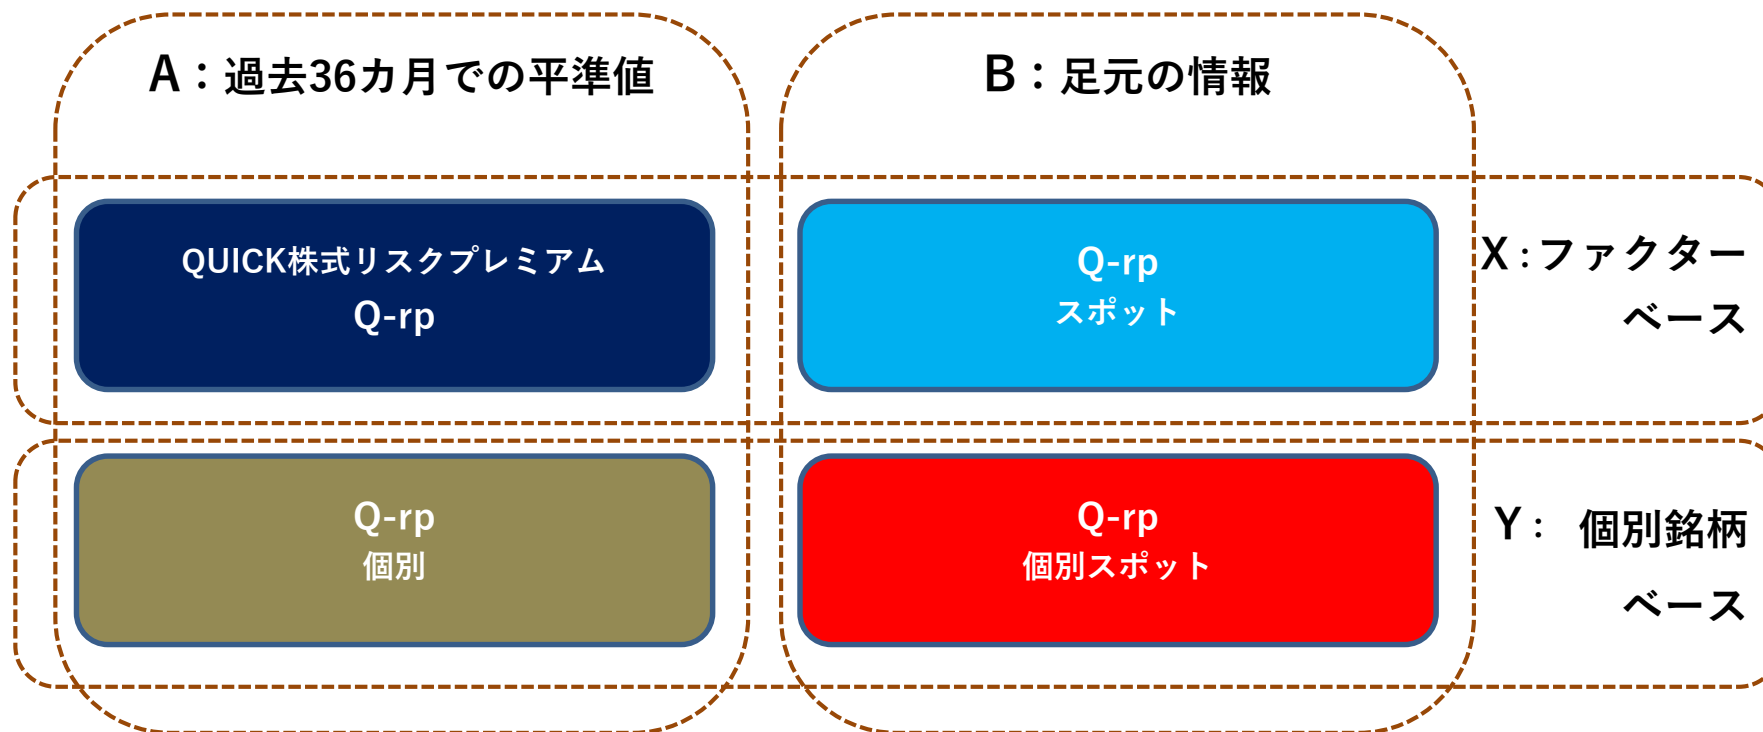 A：過去36カ月での平準値
B：足元の情報
QUICK株式リスクプレミアム
Q-rp
Q-rp
スポット
X：ファクター
ベース
Q-rp
個別
Q-rp
個別スポット
Y： 個別銘柄
ベース